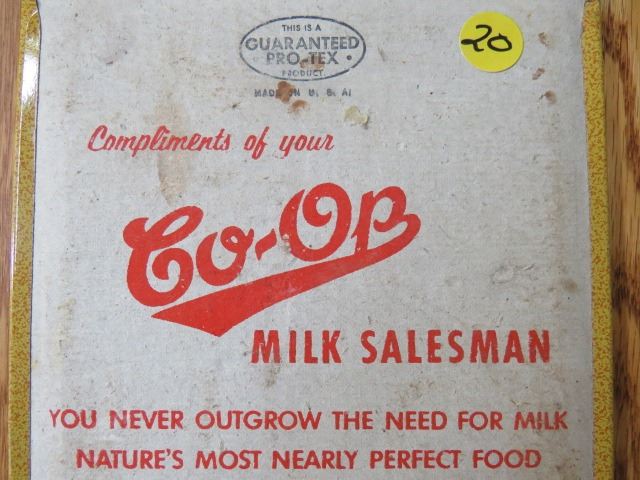 THIS IS A
GUARANTEED
PRO-TEX
PRODUCT
MADE IN U. S. A.
20
Compliments of your
Co-Op
MILK SALESMAN
YOU NEVER OUTGROW THE NEED FOR MILK
NATURE'S MOST NEARLY PERFECT FOOD